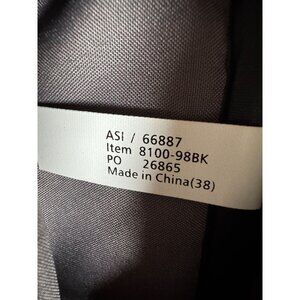 ASI / 66887
Item 8100-98BK
PO 26865
Made in China(38)